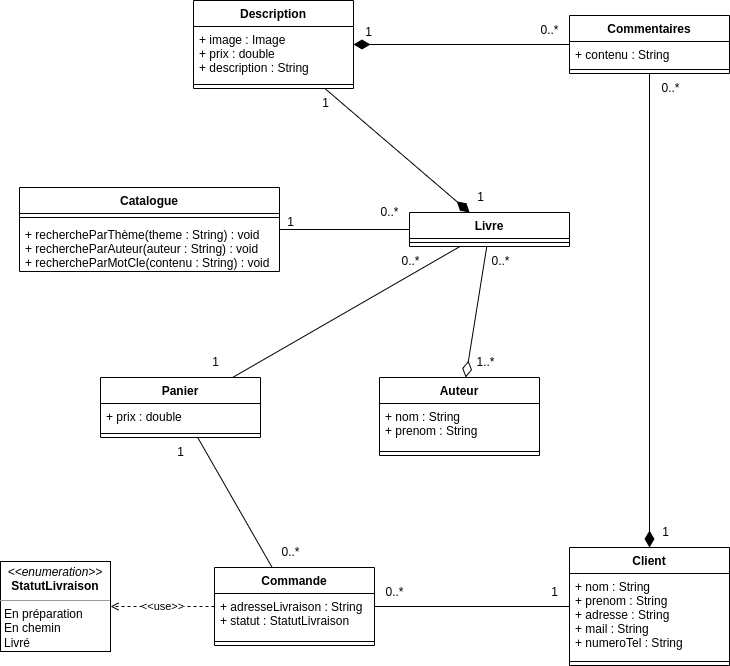 Description
+ image : Image
+ prix : double
+ description : String
1
0..*
Commentaires
+ contenu : String
0..*
1
1
Catalogue
+ rechercheParThème(theme : String) : void
+ rechercheParAuteur(auteur : String) : void
+ rechercheParMotCle(contenu : String) : void
1
0..*
Livre
0..*
0..*
1
1..*
Panier
+ prix : double
Auteur
+ nom : String
+ prenom : String
1
0..*
1
<<enumeration>>
StatutLivraison
En préparation
En chemin
Livré
<<use>>
Commande
+ adresseLivraison : String
+ statut : StatutLivraison
0..*
1
Client
+ nom : String
+ prenom : String
+ adresse : String
+ mail : String
+ numeroTel : String